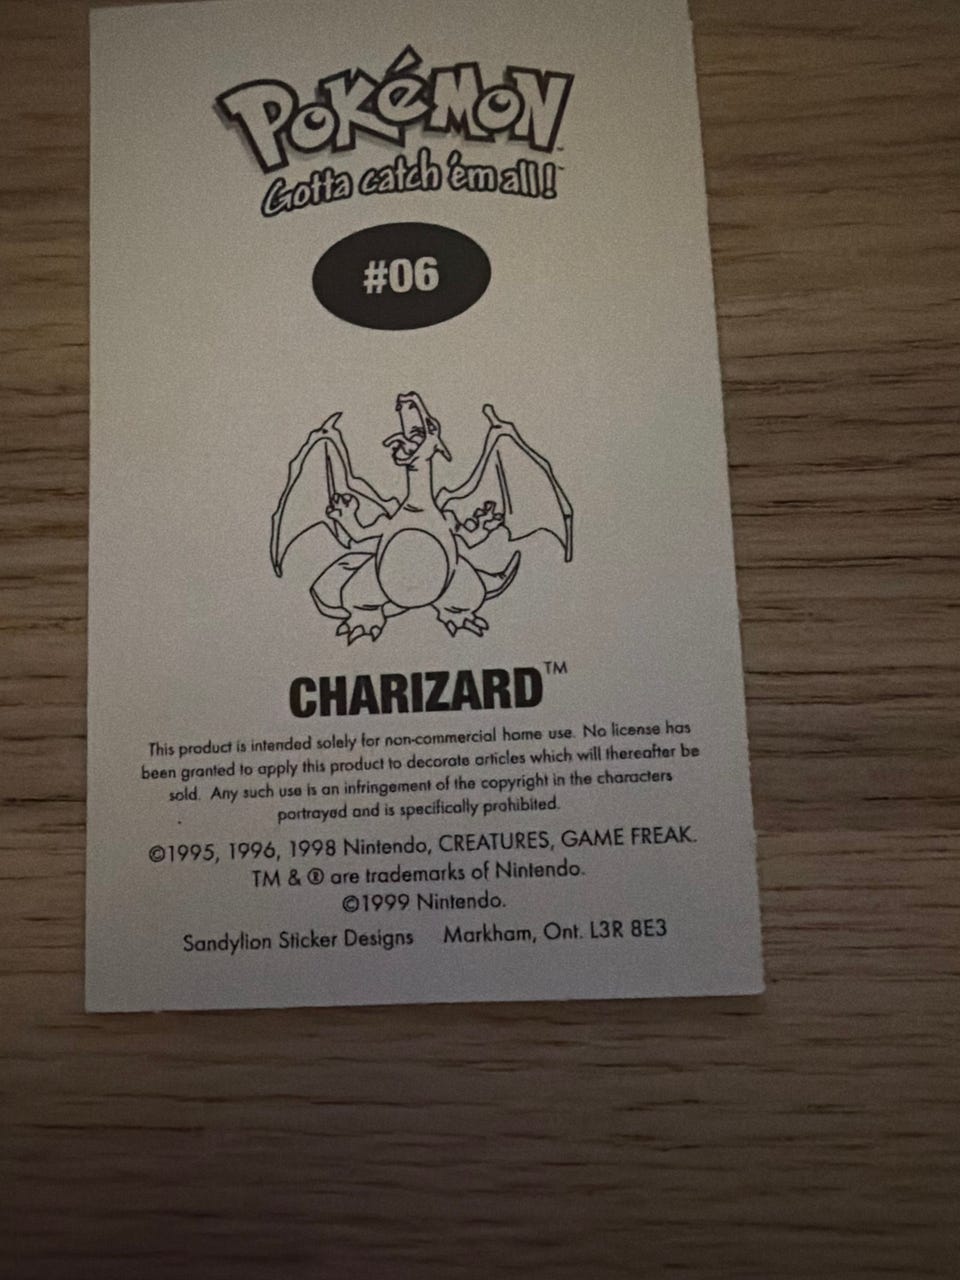 POKéMON™
Gotta catch 'em all!™
#06
CHARIZARD™
This product is intended solely for non-commercial home use. No license has
been granted to apply this product to decorate articles which will thereafter be
sold. Any such use is an infringement of the copyright in the characters
portrayed and is specifically prohibited.
©1995, 1996, 1998 Nintendo, CREATURES, GAME FREAK.
TM & ® are trademarks of Nintendo.
©1999 Nintendo.
Sandylion Sticker Designs Markham, Ont. L3R 8E3